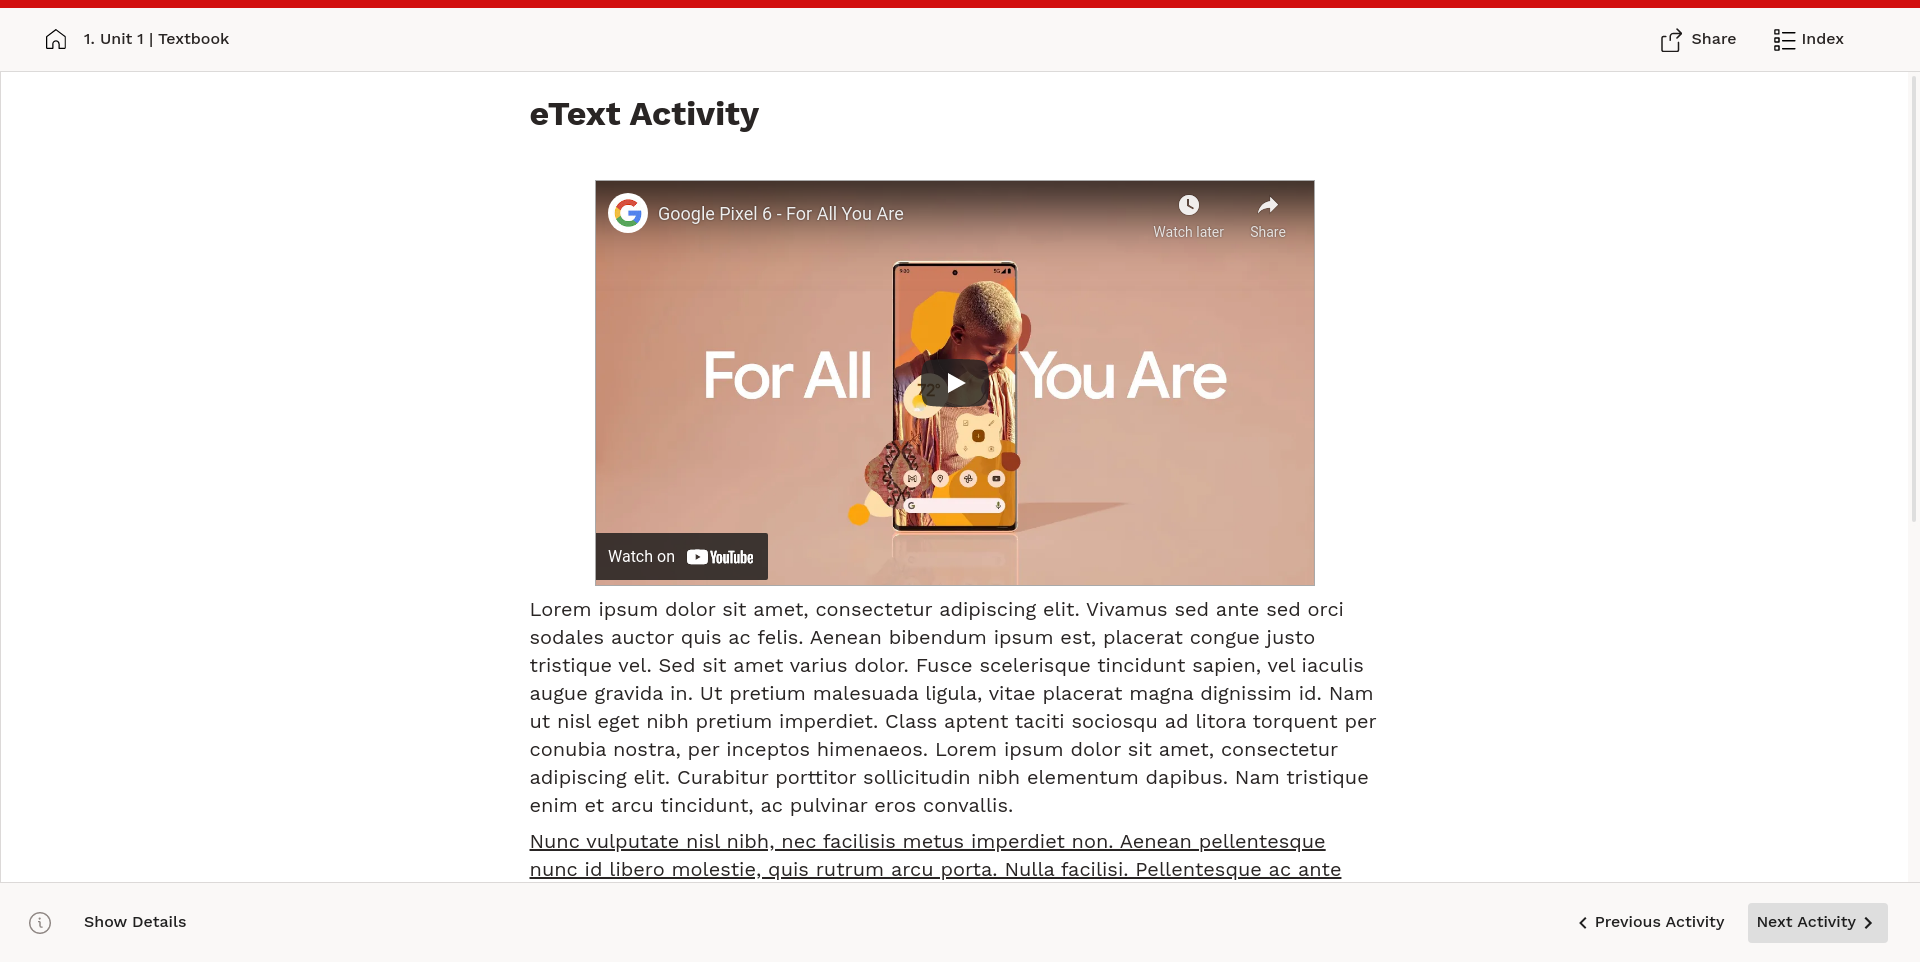 1. Unit 1 | Textbook
Share
Index
eText Activity
Google Pixel 6 - For All You Are
Watch later
Share
9:00
5G
For All
You Are
72°
G
Watch on YouTube
Lorem ipsum dolor sit amet, consectetur adipiscing elit. Vivamus sed ante sed orci
sodales auctor quis ac felis. Aenean bibendum ipsum est, placerat congue justo
tristique vel. Sed sit amet varius dolor. Fusce scelerisque tincidunt sapien, vel iaculis
augue gravida in. Ut pretium malesuada ligula, vitae placerat magna dignissim id. Nam
ut nisl eget nibh pretium imperdiet. Class aptent taciti sociosqu ad litora torquent per
conubia nostra, per inceptos himenaeos. Lorem ipsum dolor sit amet, consectetur
adipiscing elit. Curabitur porttitor sollicitudin nibh elementum dapibus. Nam tristique
enim et arcu tincidunt, ac pulvinar eros convallis.
Nunc vulputate nisl nibh, nec facilisis metus imperdiet non. Aenean pellentesque
nunc id libero molestie, quis rutrum arcu porta. Nulla facilisi. Pellentesque ac ante
Show Details
Previous Activity
Next Activity